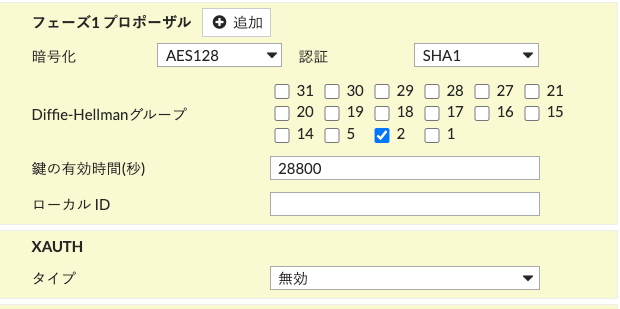 フェーズ1 プロポーザル 追加
暗号化 AES128 認証 SHA1
31 30 29 28 27 21
Diffie-Hellmanグループ 20 19 18 17 16 15
14 5 2 1
鍵の有効時間(秒) 28800
ローカル ID
XAUTH
タイプ 無効